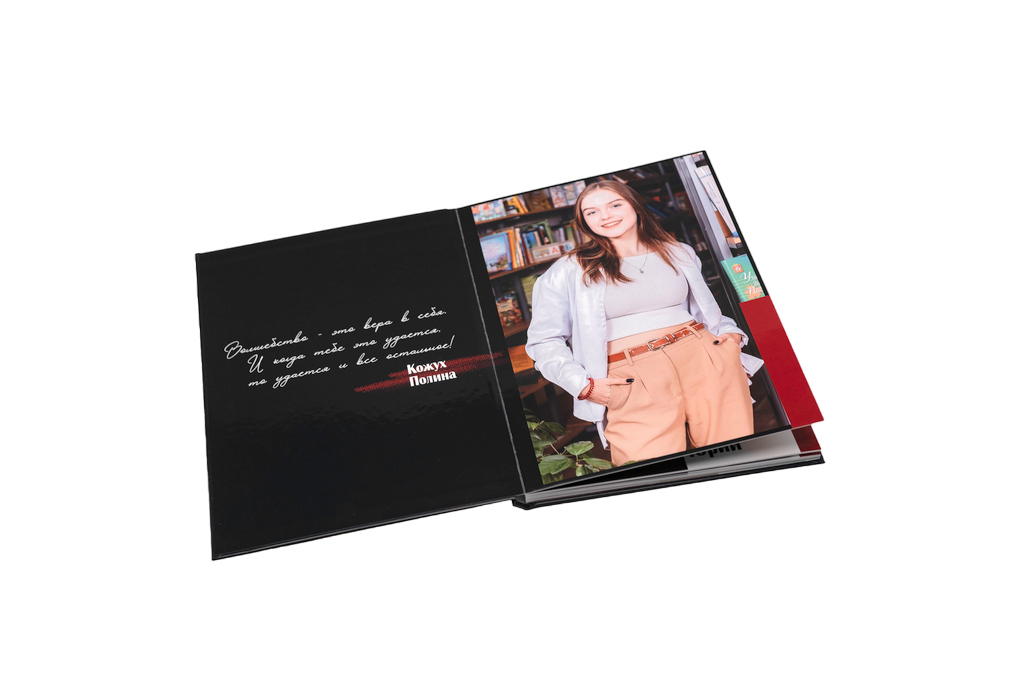 Волшебство - это вера в себя.
И когда тебе это удается,
то удается и все остальное!
Кожух
Полина